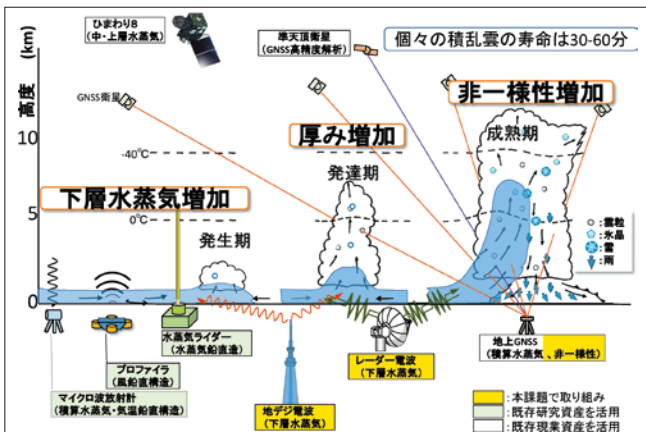 ひまわり8
(中・上層水蒸気)
準天頂衛星
(GNSS高精度解析)
個々の積乱雲の寿命は30-60分
高度 (km)
GNSS衛星
非一様性増加
厚み増加
成熟期
10
-40℃
発達期
下層水蒸気増加
5
0℃
発生期
:雲粒
:氷晶
:雪
:雨
0
水蒸気ライダー
(水蒸気鉛直造)
レーダー電波
(下層水蒸気)
地上GNSS
(積算水蒸気、非一様性)
プロファイラ
(風鉛直構造)
マイクロ波放射計
(積算水蒸気・気温鉛直構造)
地デジ電波
(下層水蒸気)
:本課題で取り組み
:既存研究資産を活用
:既存現業資産を活用